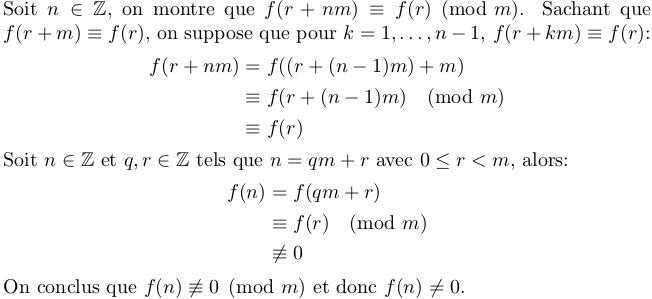 Soit n ∈ ℤ, on montre que f(r + nm) ≡ f(r) (mod m). Sachant que
f(r + m) ≡ f(r), on suppose que pour k = 1, . . . , n − 1, f(r + km) ≡ f(r):
f(r + nm) = f((r + (n − 1)m) + m)
≡ f(r + (n − 1)m) (mod m)
≡ f(r)
Soit n ∈ ℤ et q, r ∈ ℤ tels que n = qm + r avec 0 ≤ r < m, alors:
f(n) = f(qm + r)
≡ f(r) (mod m)
≢ 0
On conclus que f(n) ≢ 0 (mod m) et donc f(n) ≠ 0.